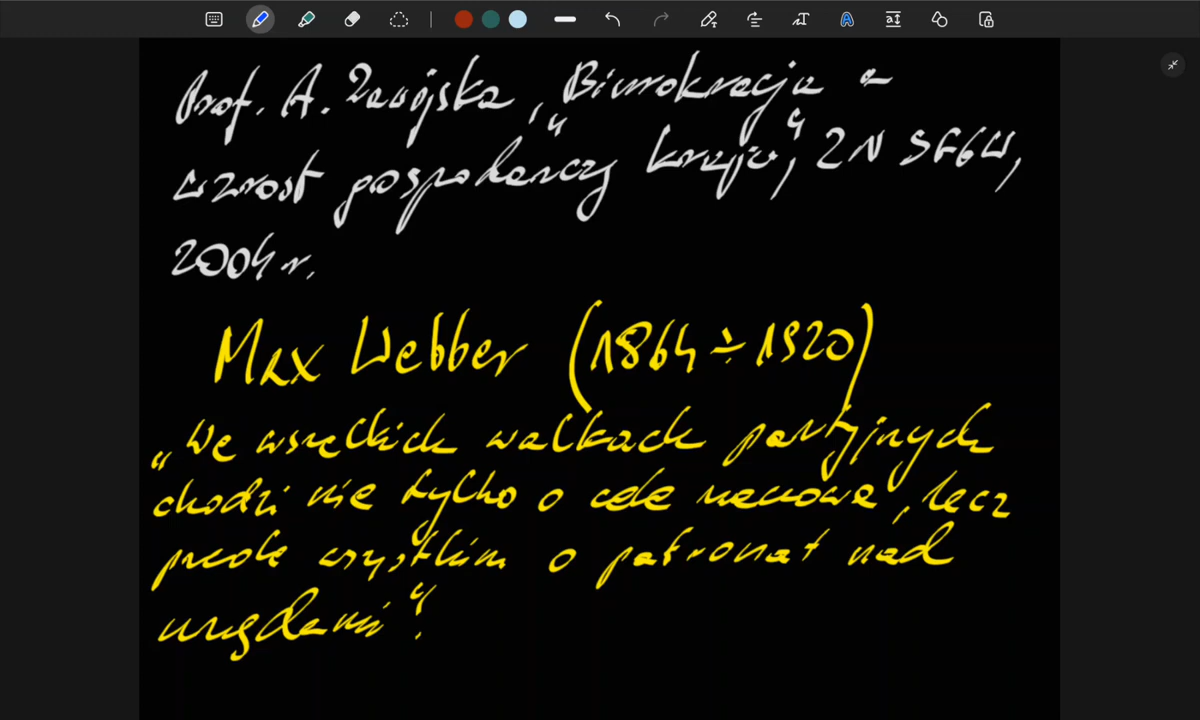 Prof. A. Zawojska, „Biurokracja a
wzrost gospodarczy kraju”, ZN SGGW,
2004 r.
Max Webber (1864 ÷ 1920)
„We wszelkich walkach partyjnych
chodzi nie tylko o cele rzeczowe, lecz
przede wszystkim o patronat nad
urzędami”.